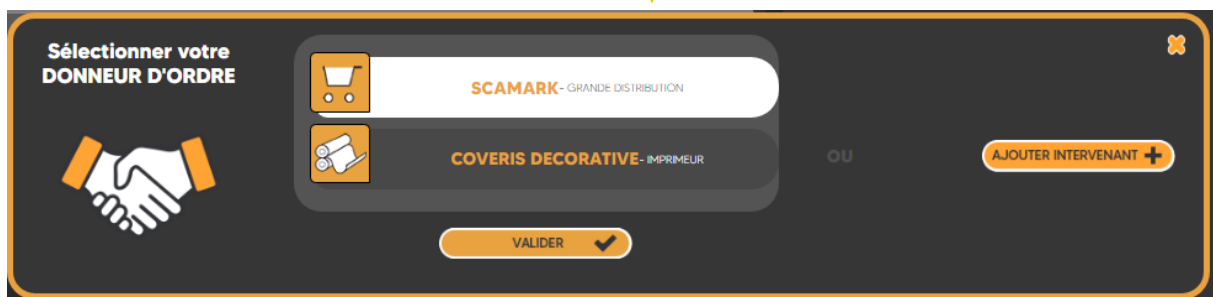 Sélectionner votre
DONNEUR D'ORDRE
SCAMARK- GRANDE DISTRIBUTION
COVERIS DECORATIVE- IMPRIMEUR
OU
AJOUTER INTERVENANT
VALIDER